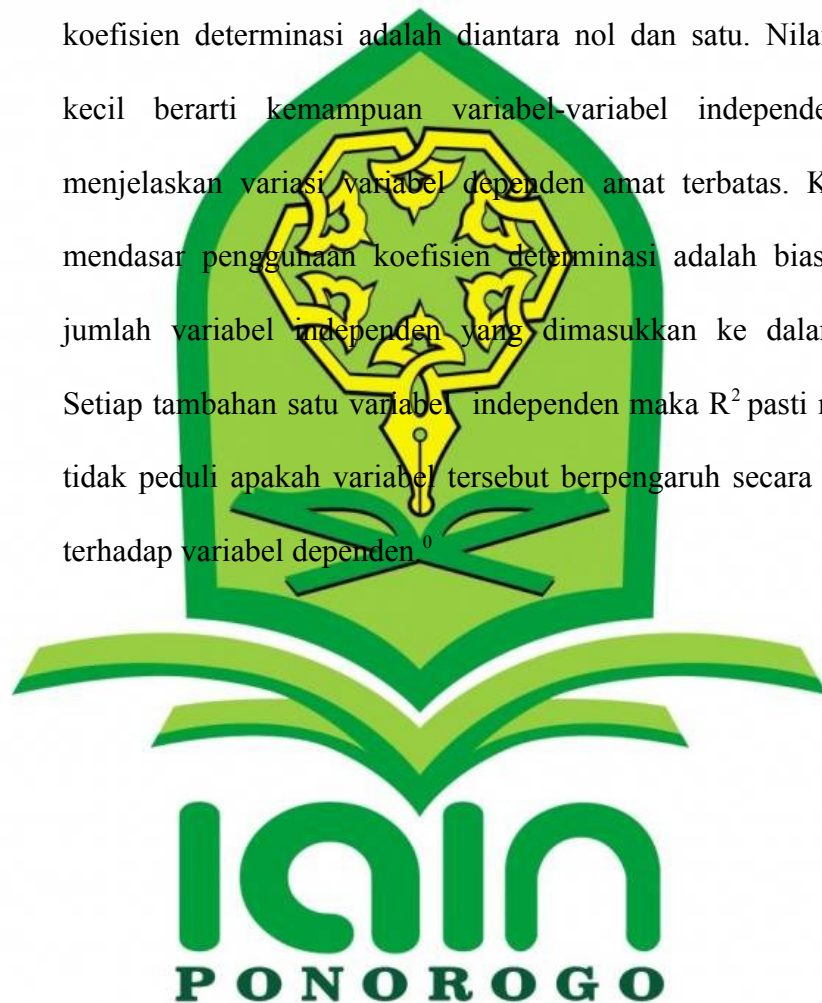 koefisien determinasi adalah diantara nol dan satu. Nilai
kecil berarti kemampuan variabel-variabel independe
menjelaskan variasi variabel dependen amat terbatas. K
mendasar penggunaan koefisien determinasi adalah bias
jumlah variabel independen yang dimasukkan ke dalam
Setiap tambahan satu variabel independen maka R² pasti
tidak peduli apakah variabel tersebut berpengaruh secara
terhadap variabel dependen.⁰
IAIN
PONOROGO